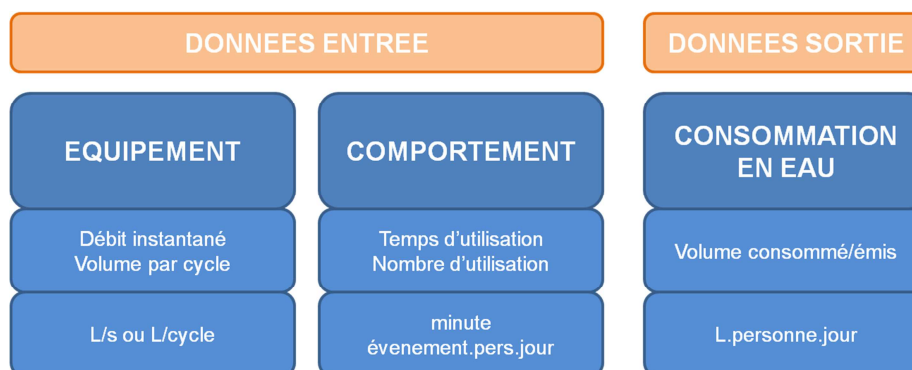 DONNEES ENTREE
DONNEES SORTIE
EQUIPEMENT
COMPORTEMENT
CONSOMMATION
EN EAU
Débit instantané
Volume par cycle
Temps d'utilisation
Nombre d'utilisation
Volume consommé/émis
L/s ou L/cycle
minute
évenement.pers.jour
L.personne.jour